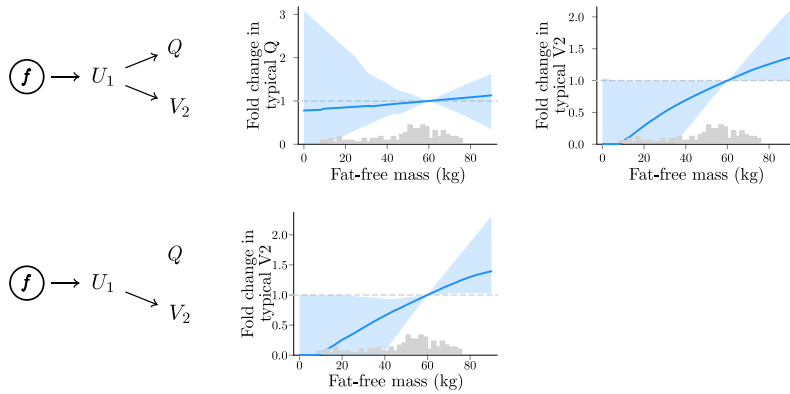 f
U1
Q
V2
Fold change in
typical Q
3
2
1
0
0 20 40 60 80
Fat-free mass (kg)
Fold change in
typical V2
2.0
1.5
1.0
0.5
0.0
0 20 40 60 80
Fat-free mass (kg)
f
U1
Q
V2
Fold change in
typical V2
2.0
1.5
1.0
0.5
0.0
0 20 40 60 80
Fat-free mass (kg)